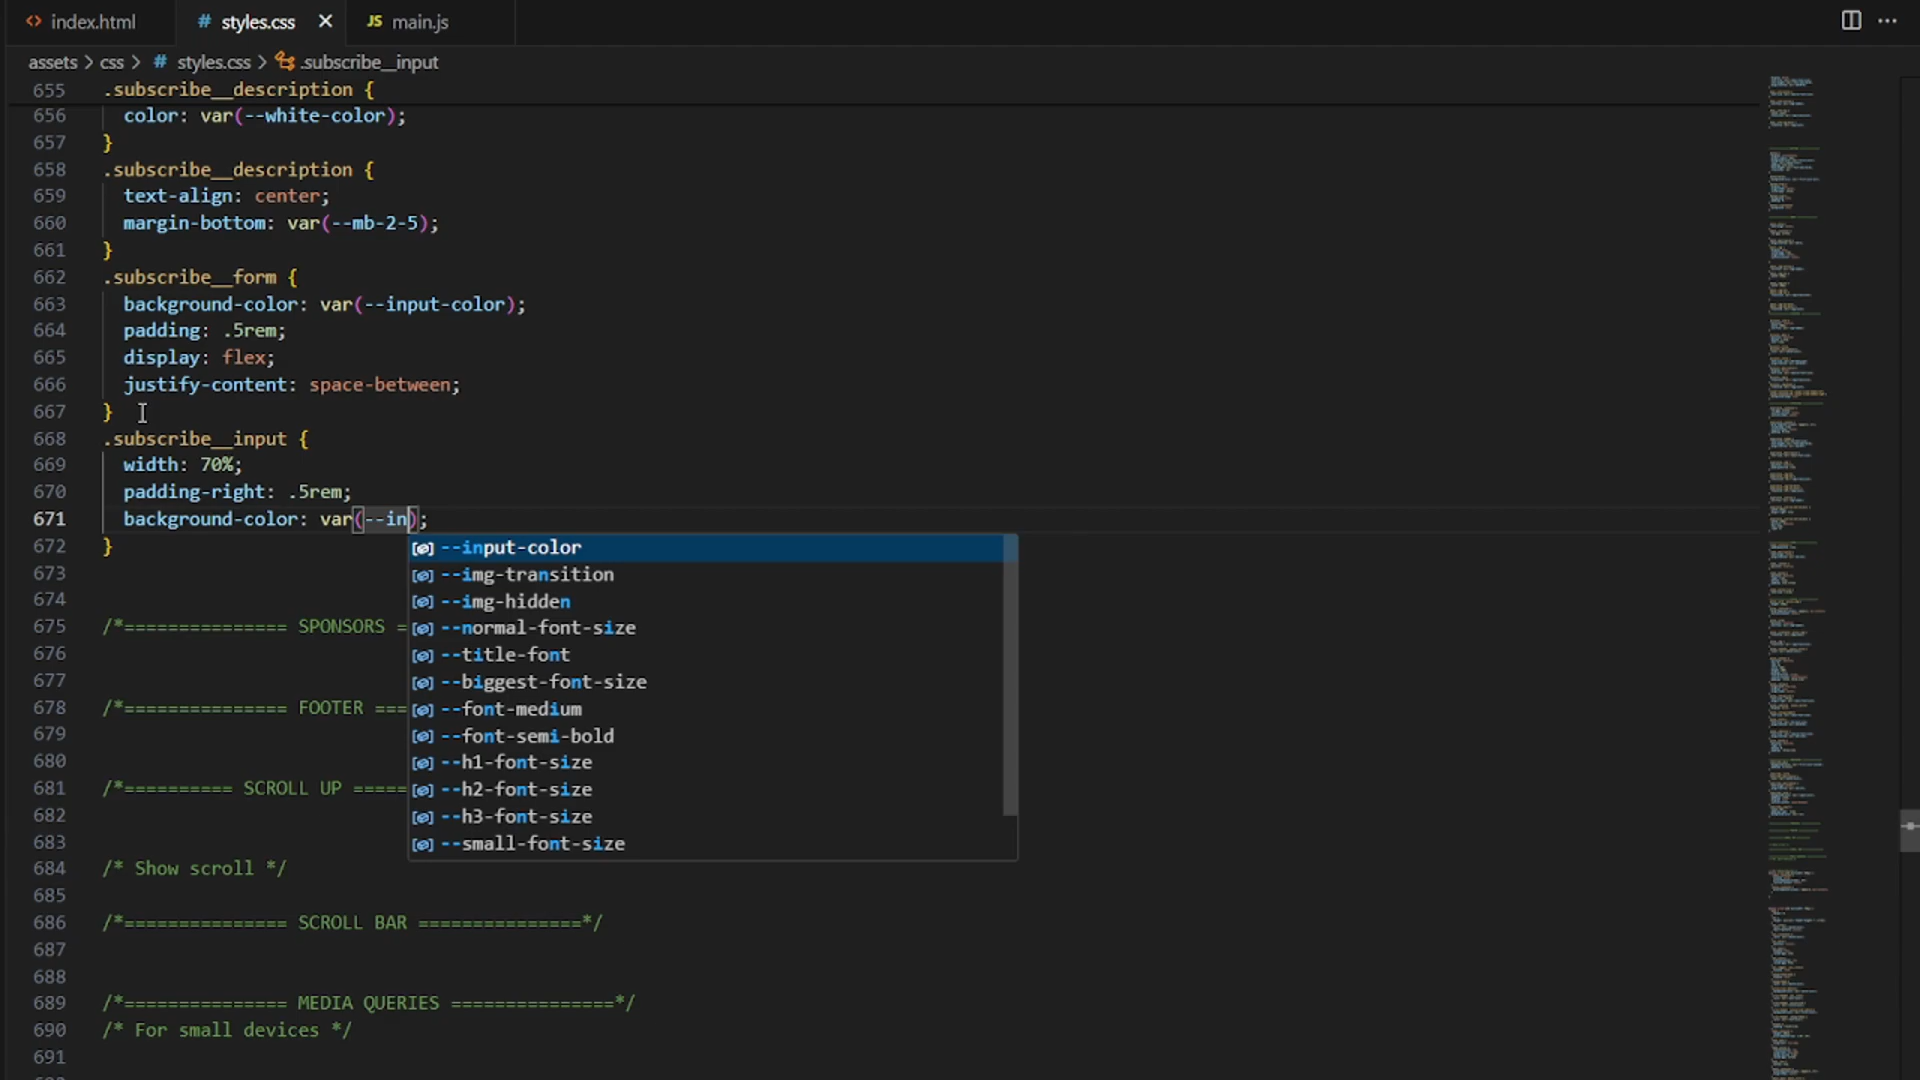 index.html
styles.css
JS main.js
assets > css > # styles.css > .subscribe__input
655 .subscribe__description {
656 color: var(--white-color);
657 }
658 .subscribe__description {
659 text-align: center;
660 margin-bottom: var(--mb-2-5);
661 }
662 .subscribe__form {
663 background-color: var(--input-color);
664 padding: .5rem;
665 display: flex;
666 justify-content: space-between;
667 }
668 .subscribe__input {
669 width: 70%;
670 padding-right: .5rem;
671 background-color: var(--in);
672 }
--input-color
673
--img-transition
674
--img-hidden
675 /*=============== SPONSORS =
--normal-font-size
676
--title-font
677
--biggest-font-size
678 /*=============== FOOTER ===
--font-medium
679
--font-semi-bold
680
--h1-font-size
681 /*========== SCROLL UP =====
--h2-font-size
682
--h3-font-size
683
--small-font-size
684 /* Show scroll */
685
686 /*=============== SCROLL BAR ===============*/
687
688
689 /*=============== MEDIA QUERIES ===============*/
690 /* For small devices */
691